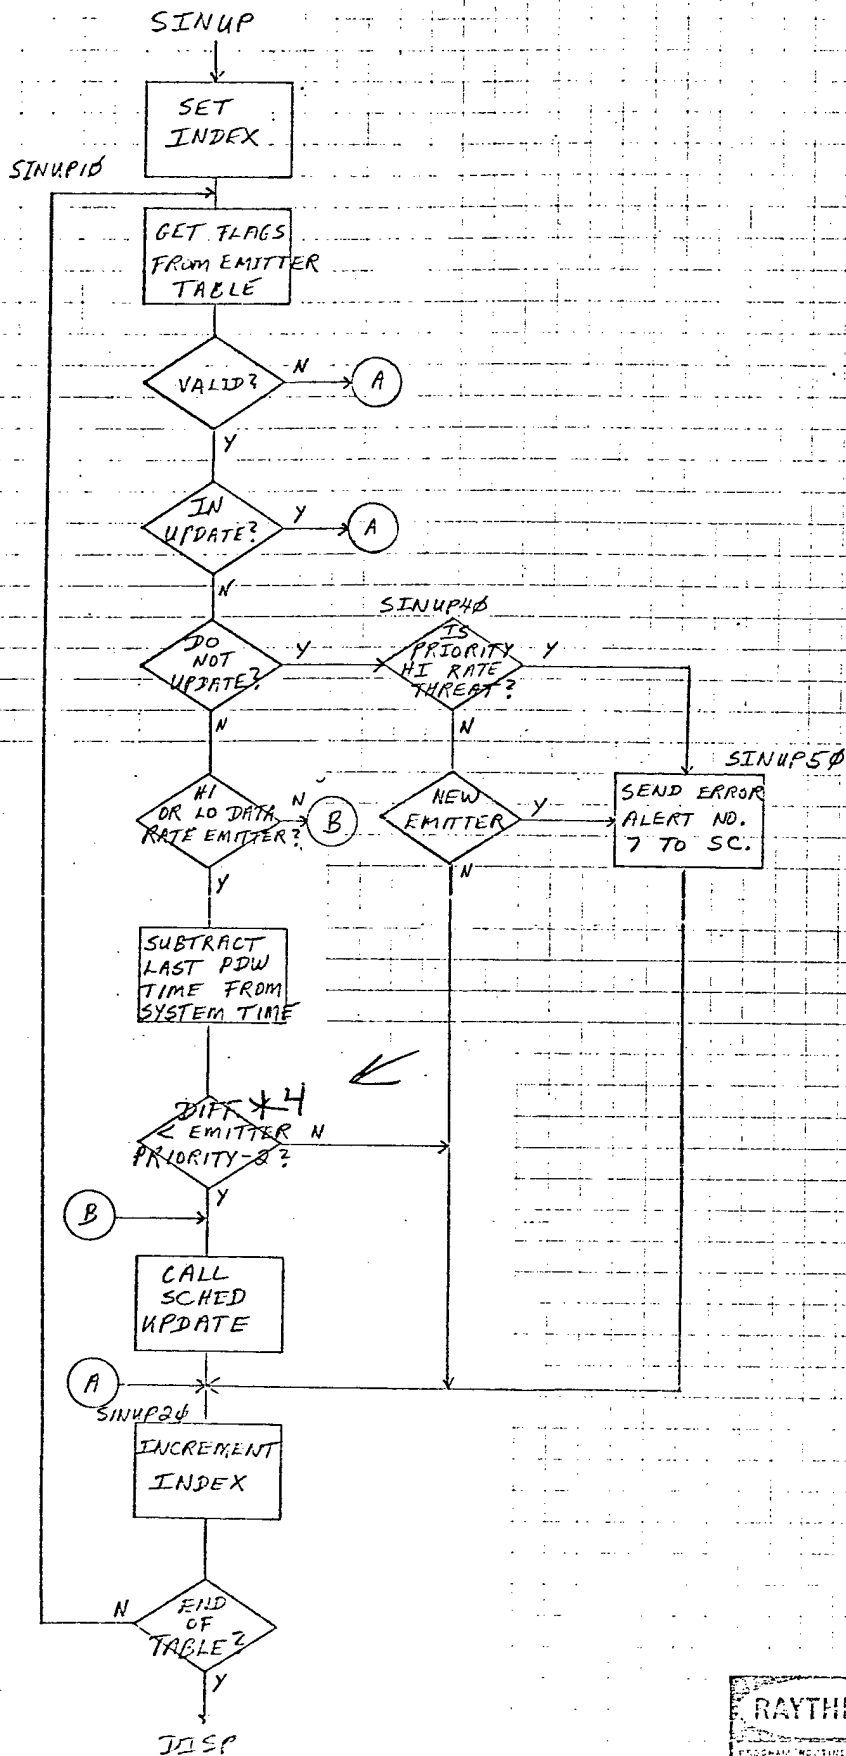 SINUP
SET
INDEX
SINUP10
GET FLAGS
FROM EMITTER
TABLE
VALID?
N
A
Y
IN
UPDATE?
Y
A
N
DO
NOT
UPDATE?
Y
SINUP40
IS
PRIORITY
HI RATE
THREAT?
Y
N
N
SINUP50
HI
OR LO DATA
RATE EMITTER?
N
B
NEW
EMITTER
Y
SEND ERROR
ALERT NO.
7 TO SC.
Y
N
SUBTRACT
LAST PDW
TIME FROM
SYSTEM TIME
DIFF *4
< EMITTER
PRIORITY-2?
N
Y
B
CALL
SCHED
UPDATE
A
SINUP20
INCREMENT
INDEX
N
END
OF
TABLE?
Y
DISP